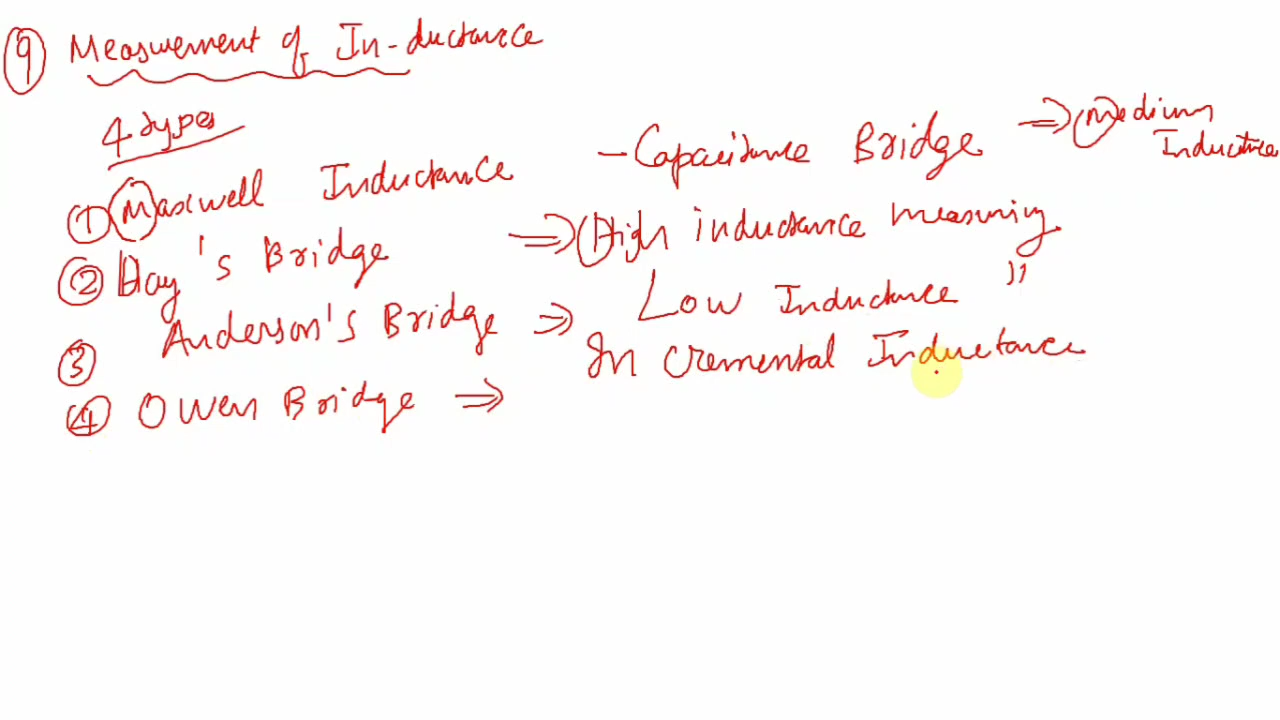 9 Measurement of In-ductance
4 types
1 Maxwell Inductance - Capacitance Bridge ⇒ Medium Inductance
2 Hay's Bridge ⇒ High inductance measuring
3 Anderson's Bridge ⇒ Low Inductance "
4 Owen Bridge ⇒ In cremental Inductance